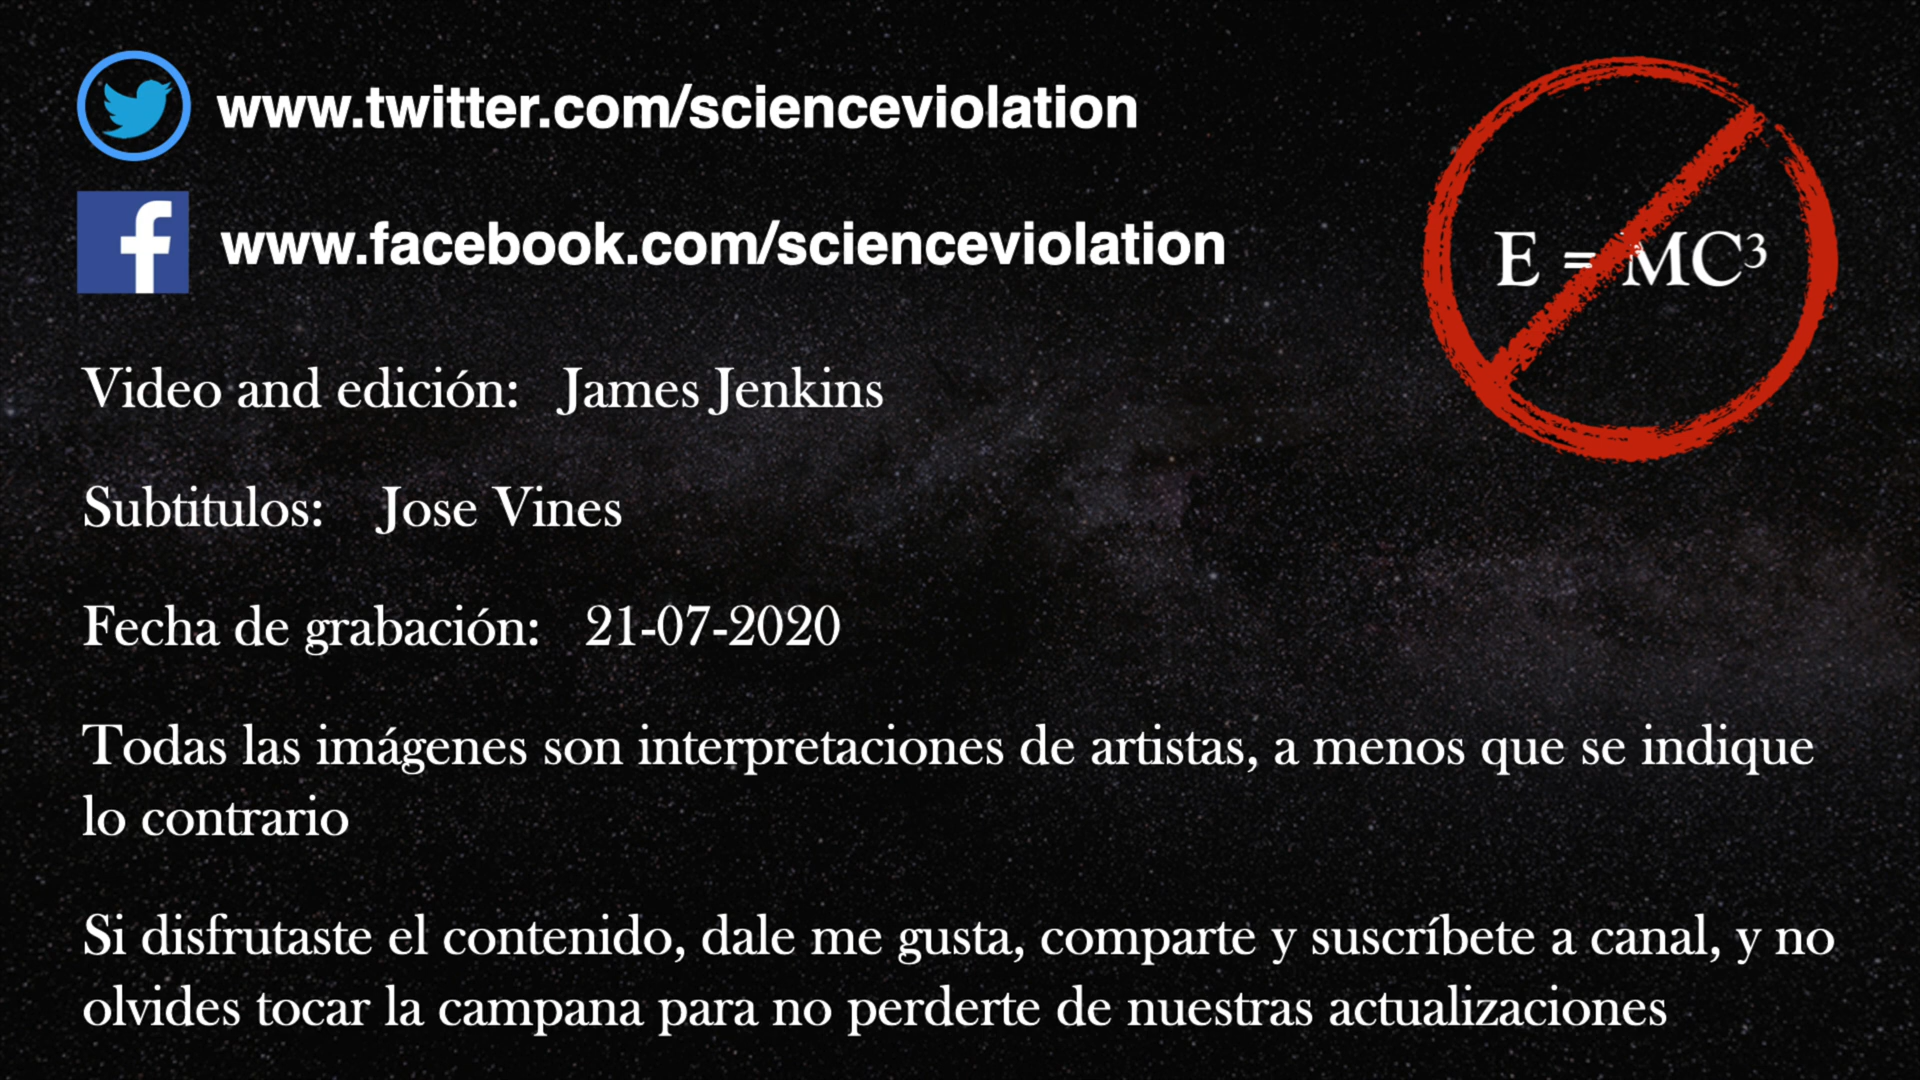 www.twitter.com/scienceviolation
www.facebook.com/scienceviolation
E = MC³
Video and edición: James Jenkins
Subtitulos: Jose Vines
Fecha de grabación: 21-07-2020
Todas las imágenes son interpretaciones de artistas, a menos que se indique
lo contrario
Si disfrutaste el contenido, dale me gusta, comparte y suscríbete a canal, y no
olvides tocar la campana para no perderte de nuestras actualizaciones